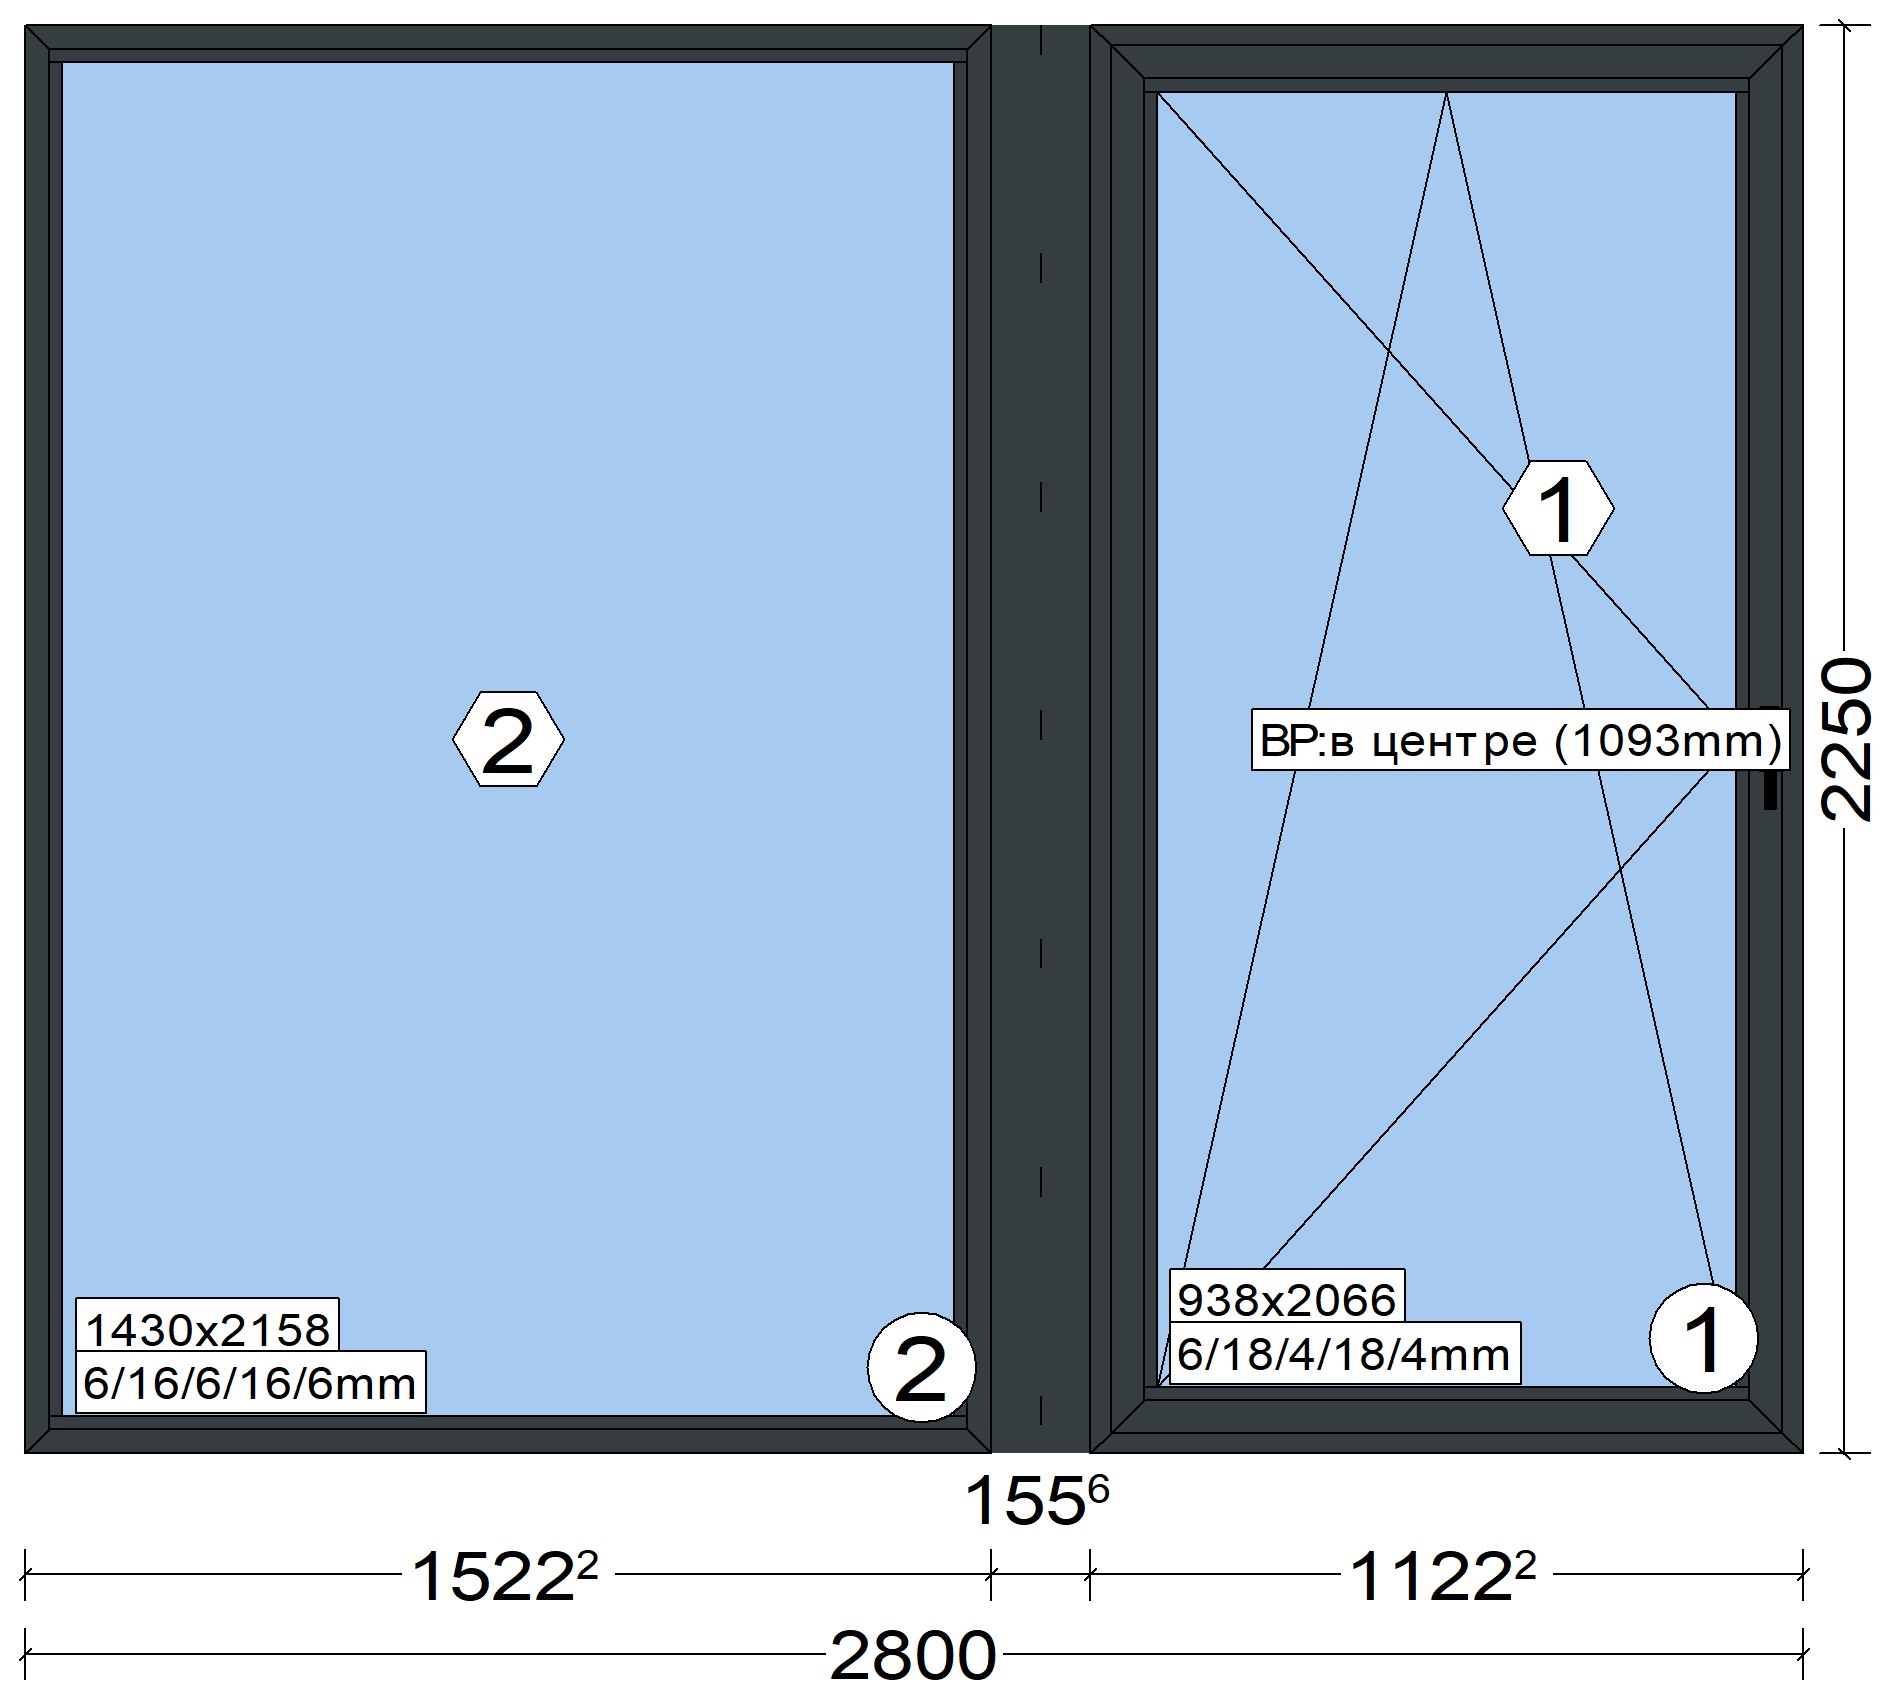 1
2
ВР:в центре (1093mm)
2250
1430x2158
6/16/6/16/6mm
2
938x2066
6/18/4/18/4mm
1
155⁶
1522²
1122²
2800